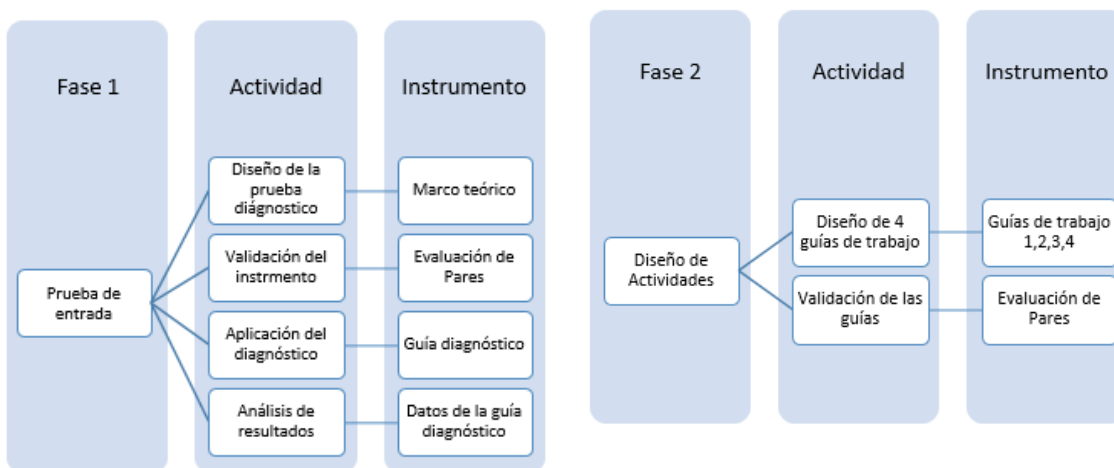 Fase 1
Actividad
Instrumento
Prueba de
entrada
Diseño de la
prueba
diágnostico
Marco teórico
Validación del
instrmento
Evaluación de
Pares
Aplicación del
diagnóstico
Guía diagnóstico
Análisis de
resultados
Datos de la guía
diagnóstico
Fase 2
Actividad
Instrumento
Diseño de
Actividades
Diseño de 4
guías de trabajo
Guías de trabajo
1,2,3,4
Validación de las
guías
Evaluación de
Pares